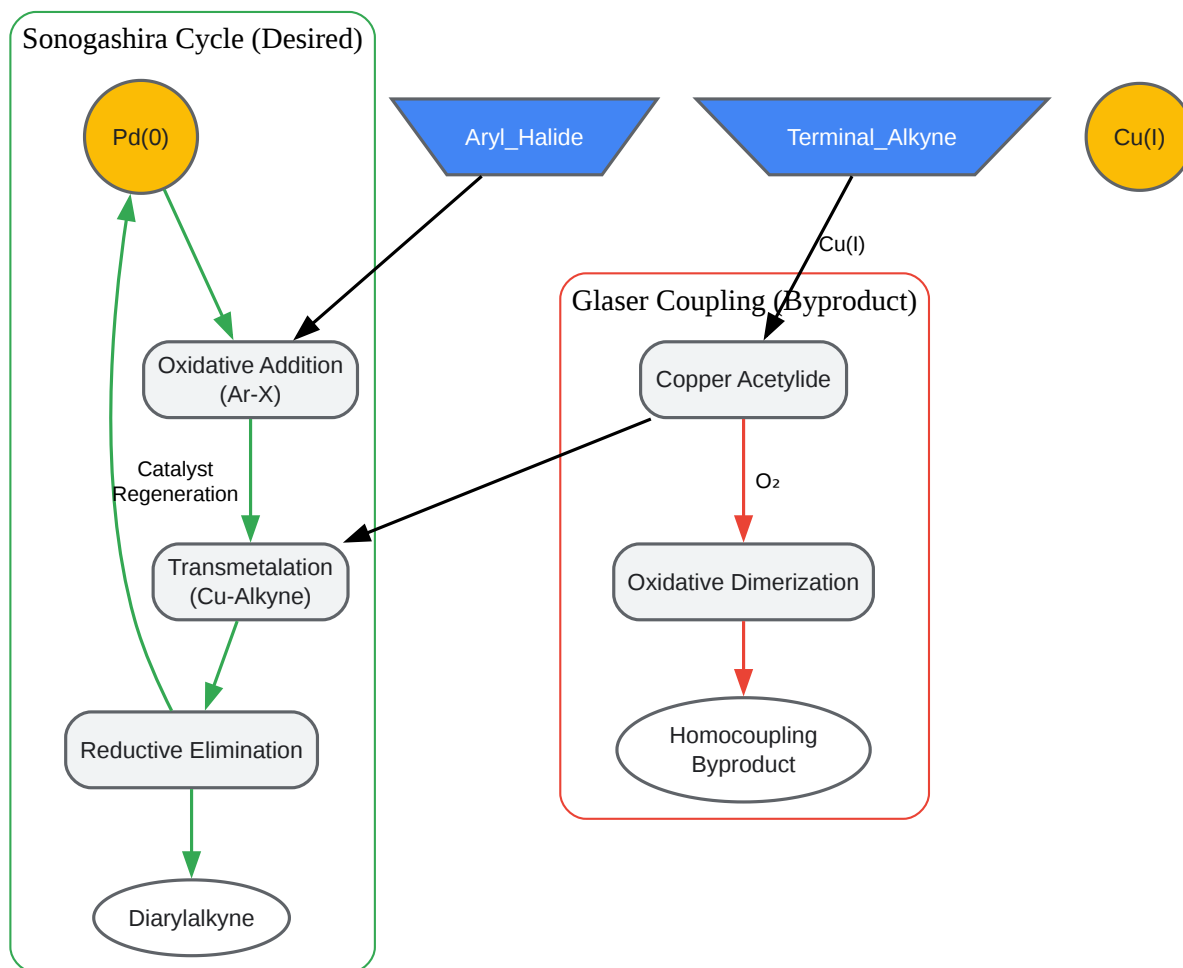 Sonogashira Cycle (Desired)
Pd(0)
Aryl_Halide
Terminal_Alkyne
Cu(I)
Cu(I)
Glaser Coupling (Byproduct)
Oxidative Addition
(Ar-X)
Copper Acetylide
Catalyst
Regeneration
O₂
Transmetalation
(Cu-Alkyne)
Oxidative Dimerization
Reductive Elimination
Homocoupling
Byproduct
Diarylalkyne